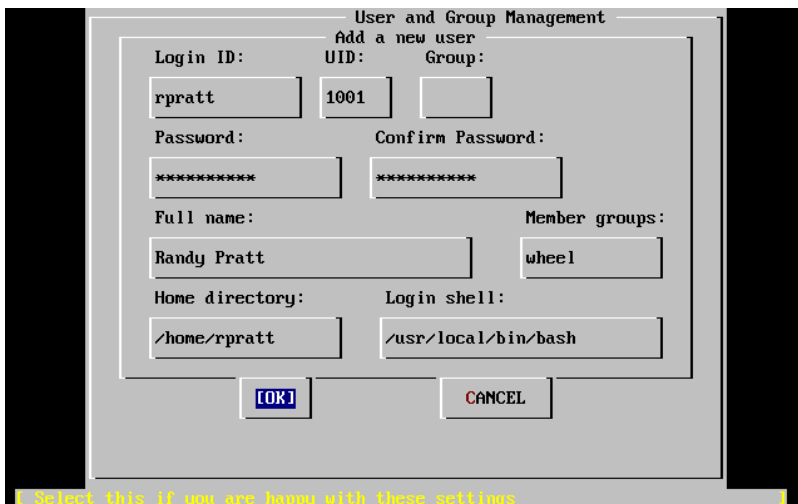 User and Group Management
Add a new user
Login ID: UID: Group:
rpratt 1001
Password: Confirm Password:
********** **********
Full name: Member groups:
Randy Pratt wheel
Home directory: Login shell:
/home/rpratt /usr/local/bin/bash
[OK] CANCEL
[ Select this if you are happy with these settings ]